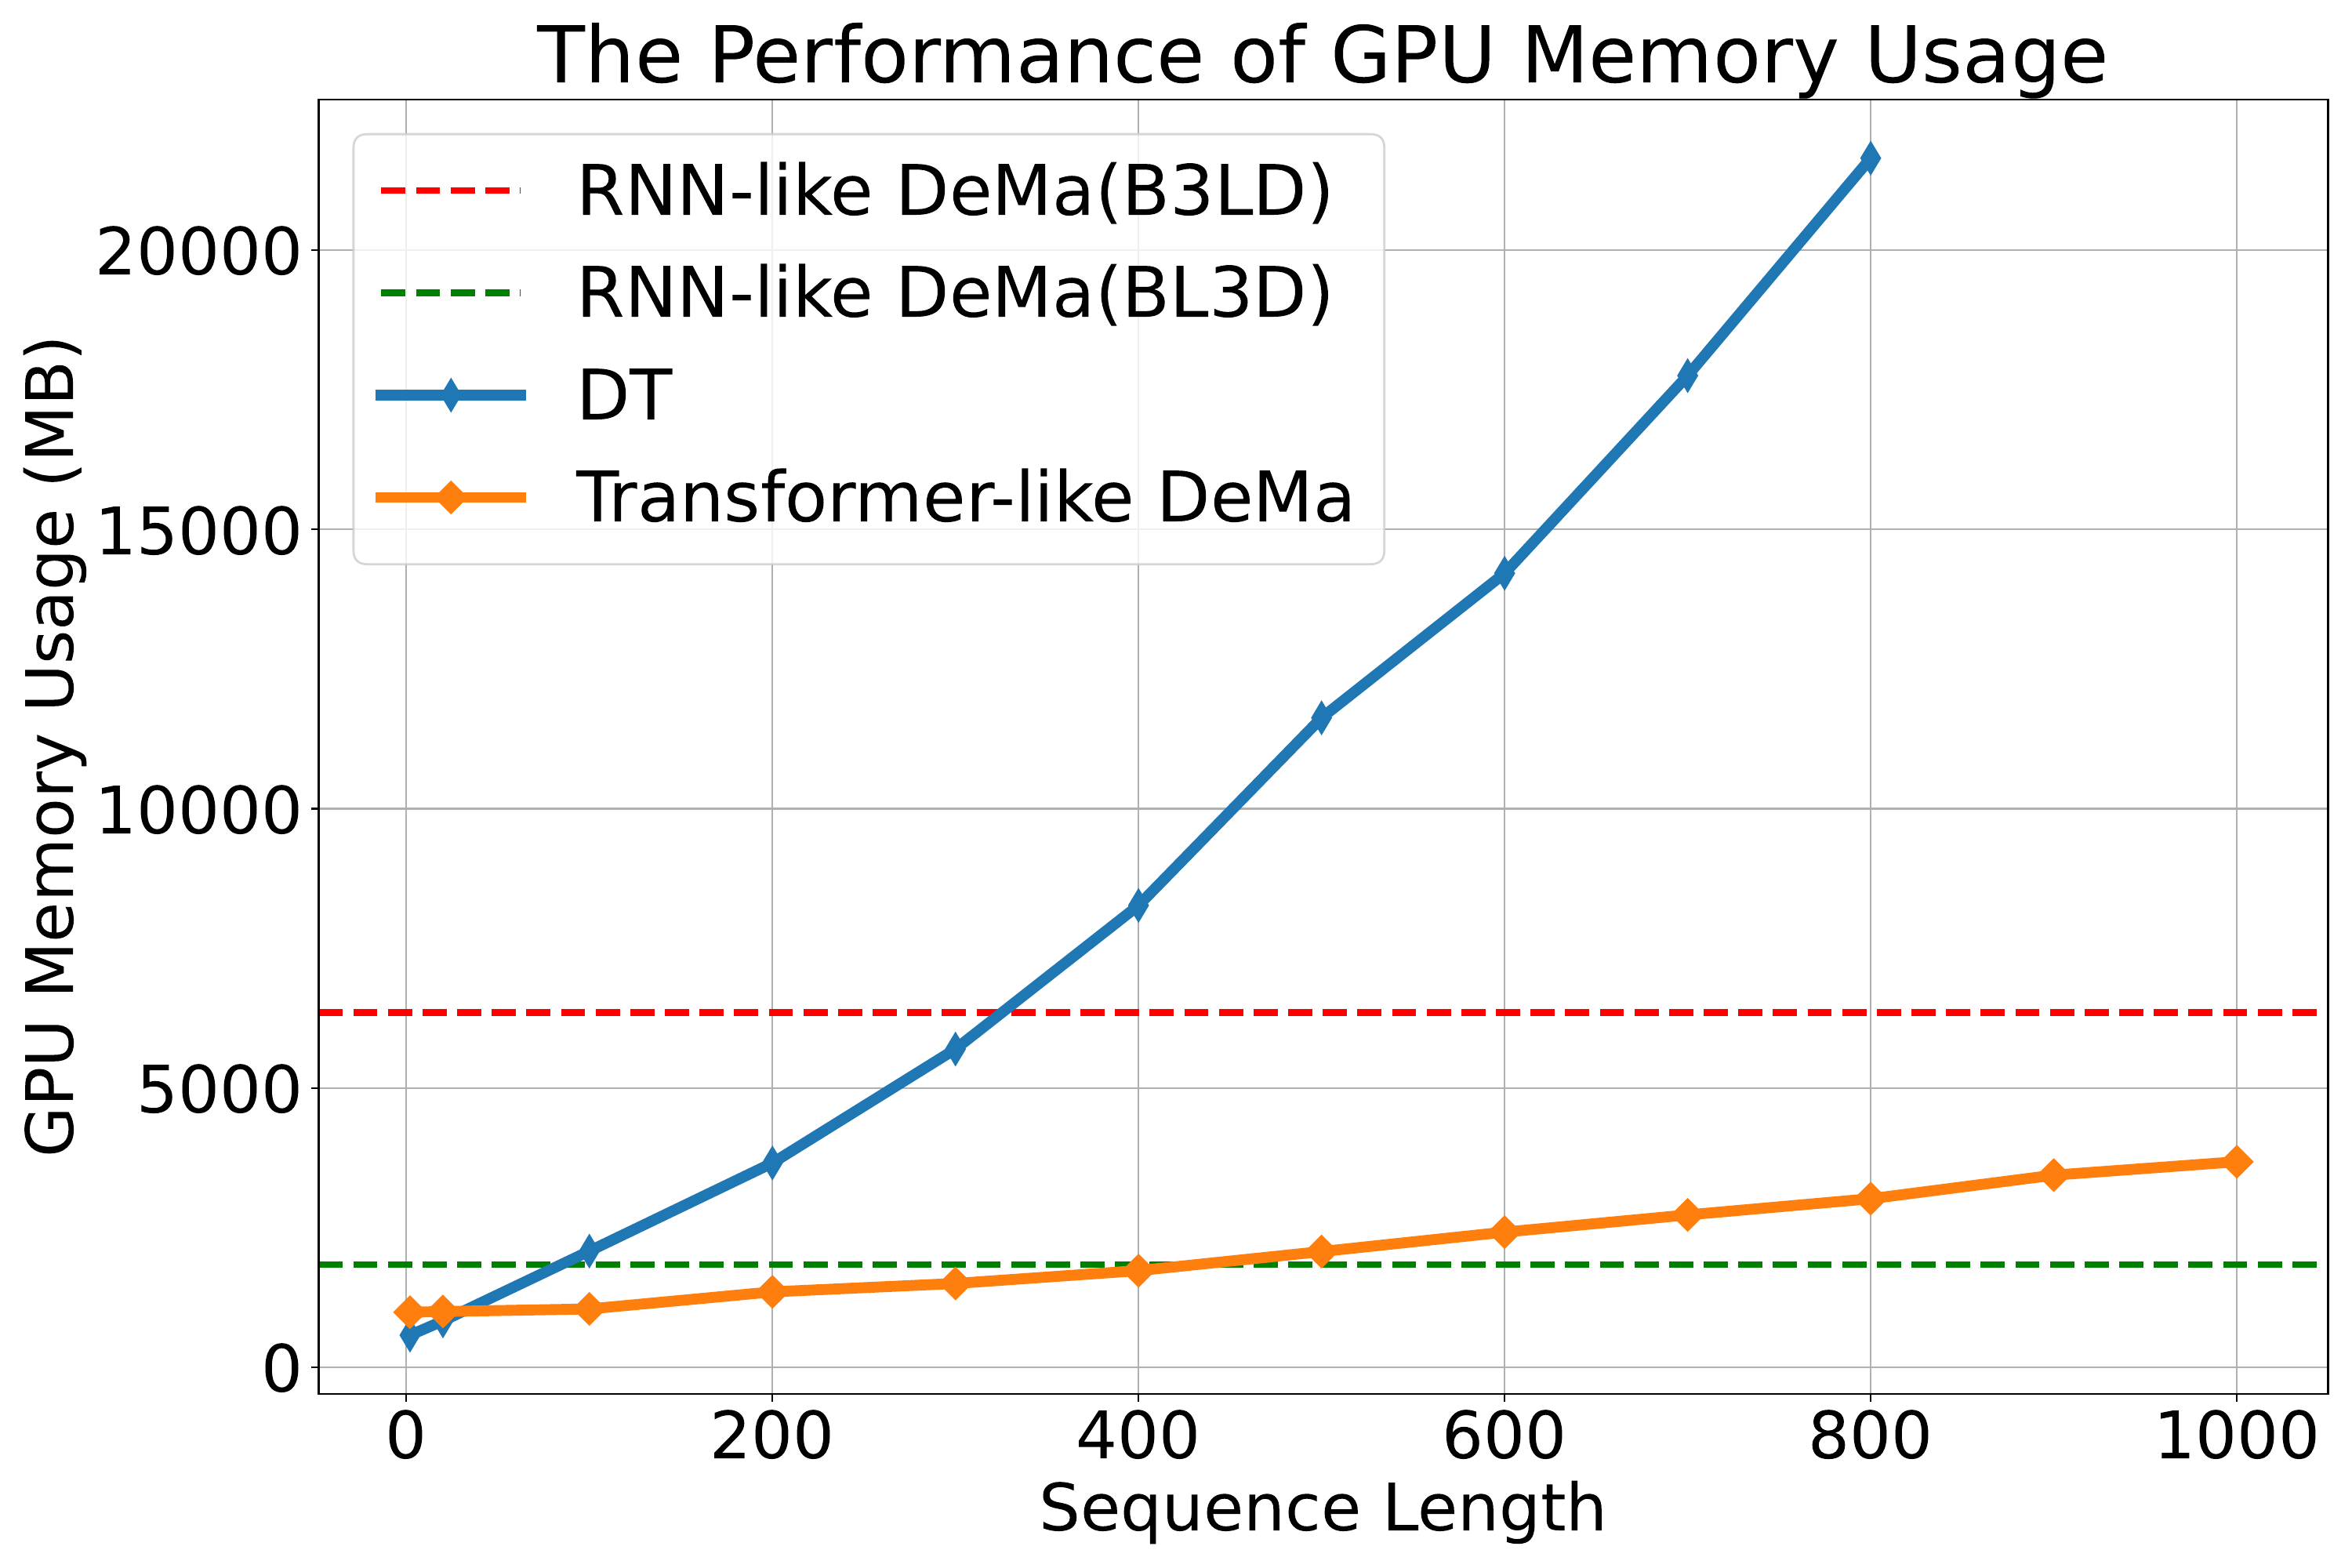 The Performance of GPU Memory Usage
RNN-like DeMa(B3LD)
RNN-like DeMa(BL3D)
DT
Transformer-like DeMa
GPU Memory Usage (MB)
20000
15000
10000
5000
0
0 200 400 600 800 1000
Sequence Length